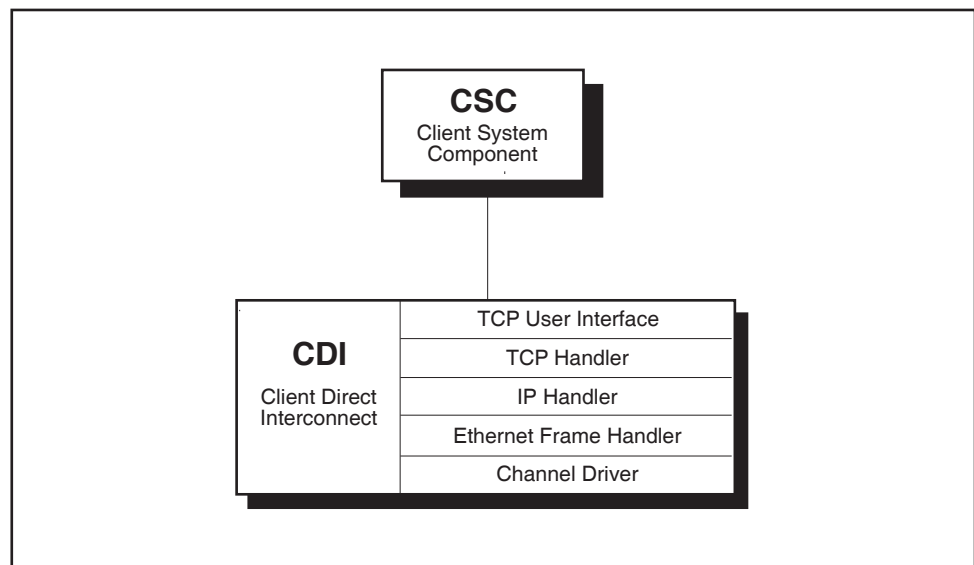 CSC
Client System
Component
CDI
Client Direct
Interconnect
TCP User Interface
TCP Handler
IP Handler
Ethernet Frame Handler
Channel Driver